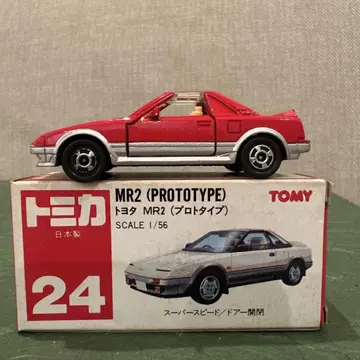 トミカ
日本製
24
MR2 (PROTOTYPE)
トヨタ MR2 (プロトタイプ)
SCALE 1/56
TOMY
スーパースピード/ドアー開閉